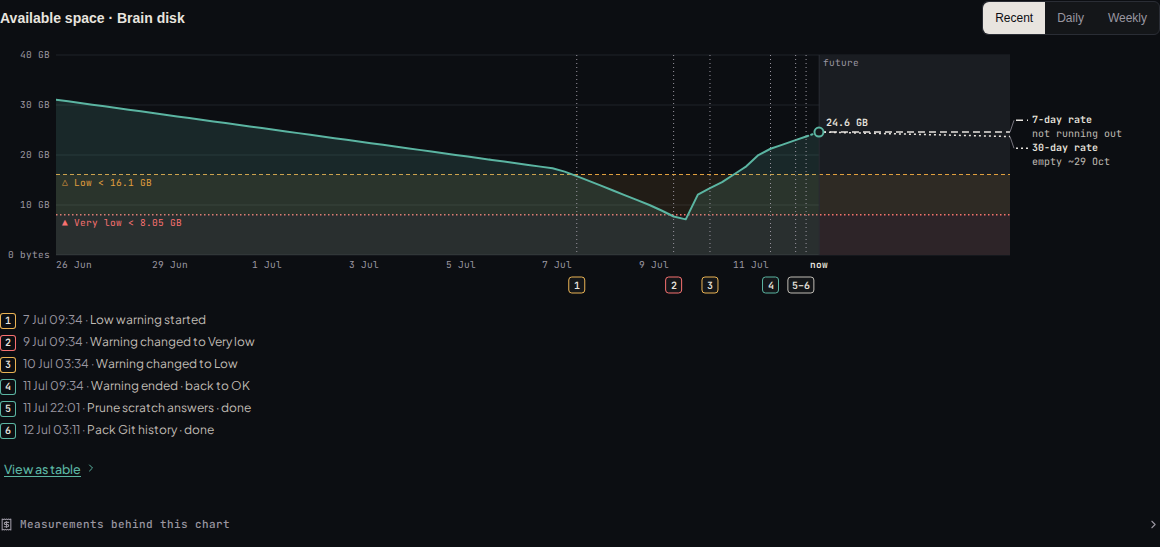 Available space · Brain disk
Recent Daily Weekly
40 GB
30 GB
20 GB
10 GB
0 bytes
△ Low < 16.1 GB
▲ Very low < 8.05 GB
future
24.6 GB
7-day rate
not running out
30-day rate
empty ~29 Oct
26 Jun 29 Jun 1 Jul 3 Jul 5 Jul 7 Jul 9 Jul 11 Jul now
1 2 3 4 5-6
1 7 Jul 09:34 · Low warning started
2 9 Jul 09:34 · Warning changed to Very low
3 10 Jul 03:34 · Warning changed to Low
4 11 Jul 09:34 · Warning ended · back to OK
5 11 Jul 22:01 · Prune scratch answers · done
6 12 Jul 03:11 · Pack Git history · done
View as table ›
Measurements behind this chart ›